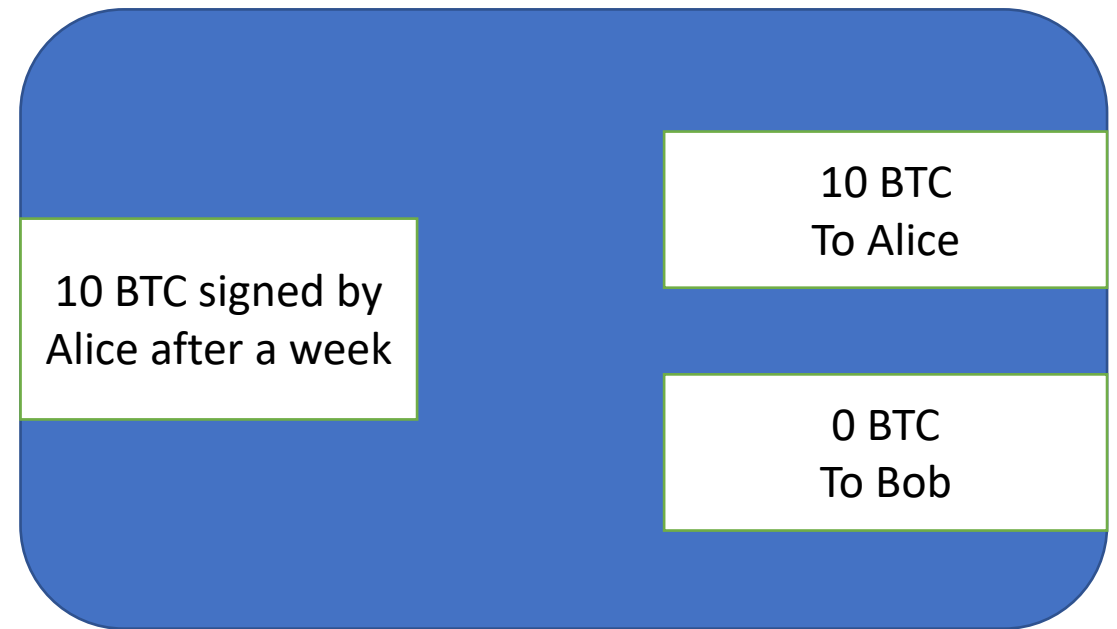 10 BTC signed by
Alice after a week
10 BTC
To Alice
0 BTC
To Bob